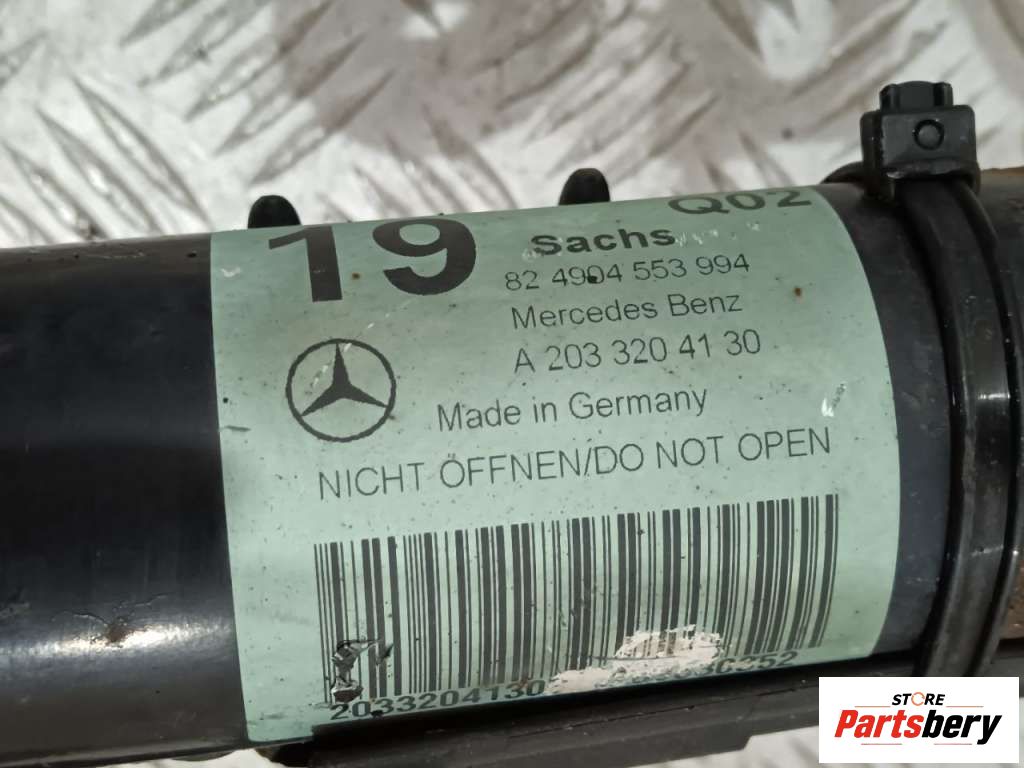 19
Q02
Sachs
82 4904 553 994
Mercedes Benz
A 203 320 41 30
Made in Germany
NICHT ÖFFNEN/DO NOT OPEN
2033204130
STORE
Partsbery